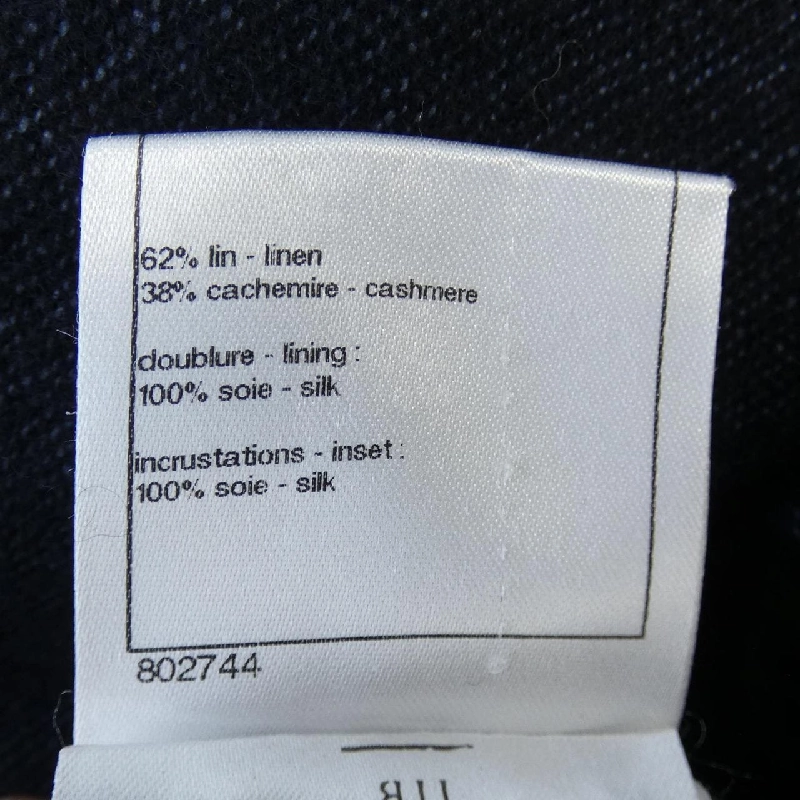 62% lin - linen
38% cachemire - cashmere
doublure - lining :
100% soie - silk
incrustations - inset :
100% soie - silk
802744